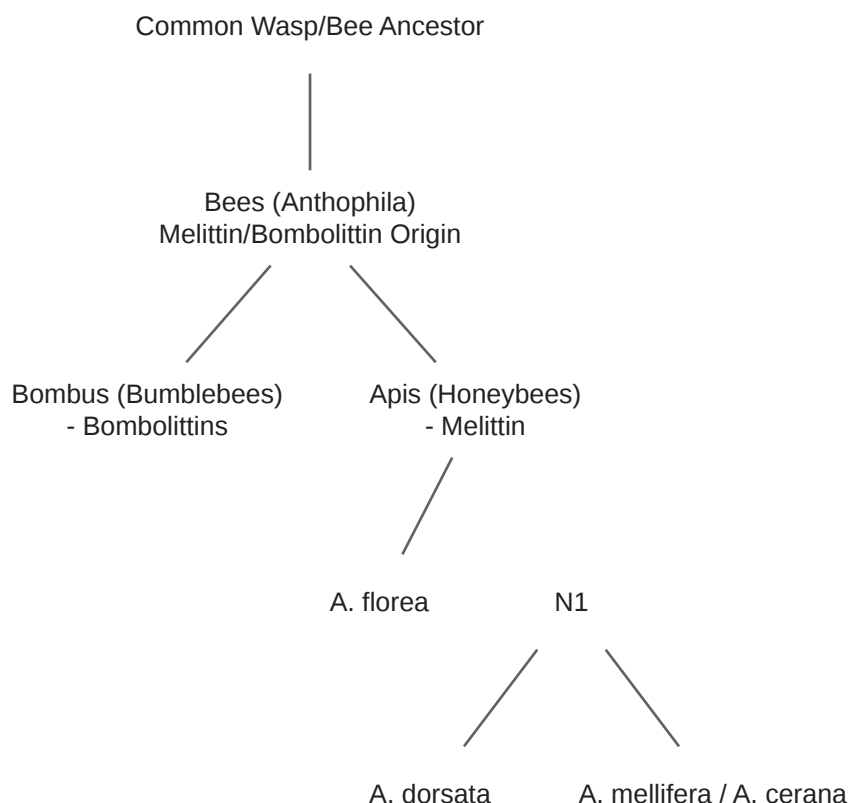 Common Wasp/Bee Ancestor
Bees (Anthophila)
Melittin/Bombolittin Origin
Bombus (Bumblebees)
- Bombolittins
Apis (Honeybees)
- Melittin
A. florea
N1
A. dorsata
A. mellifera / A. cerana